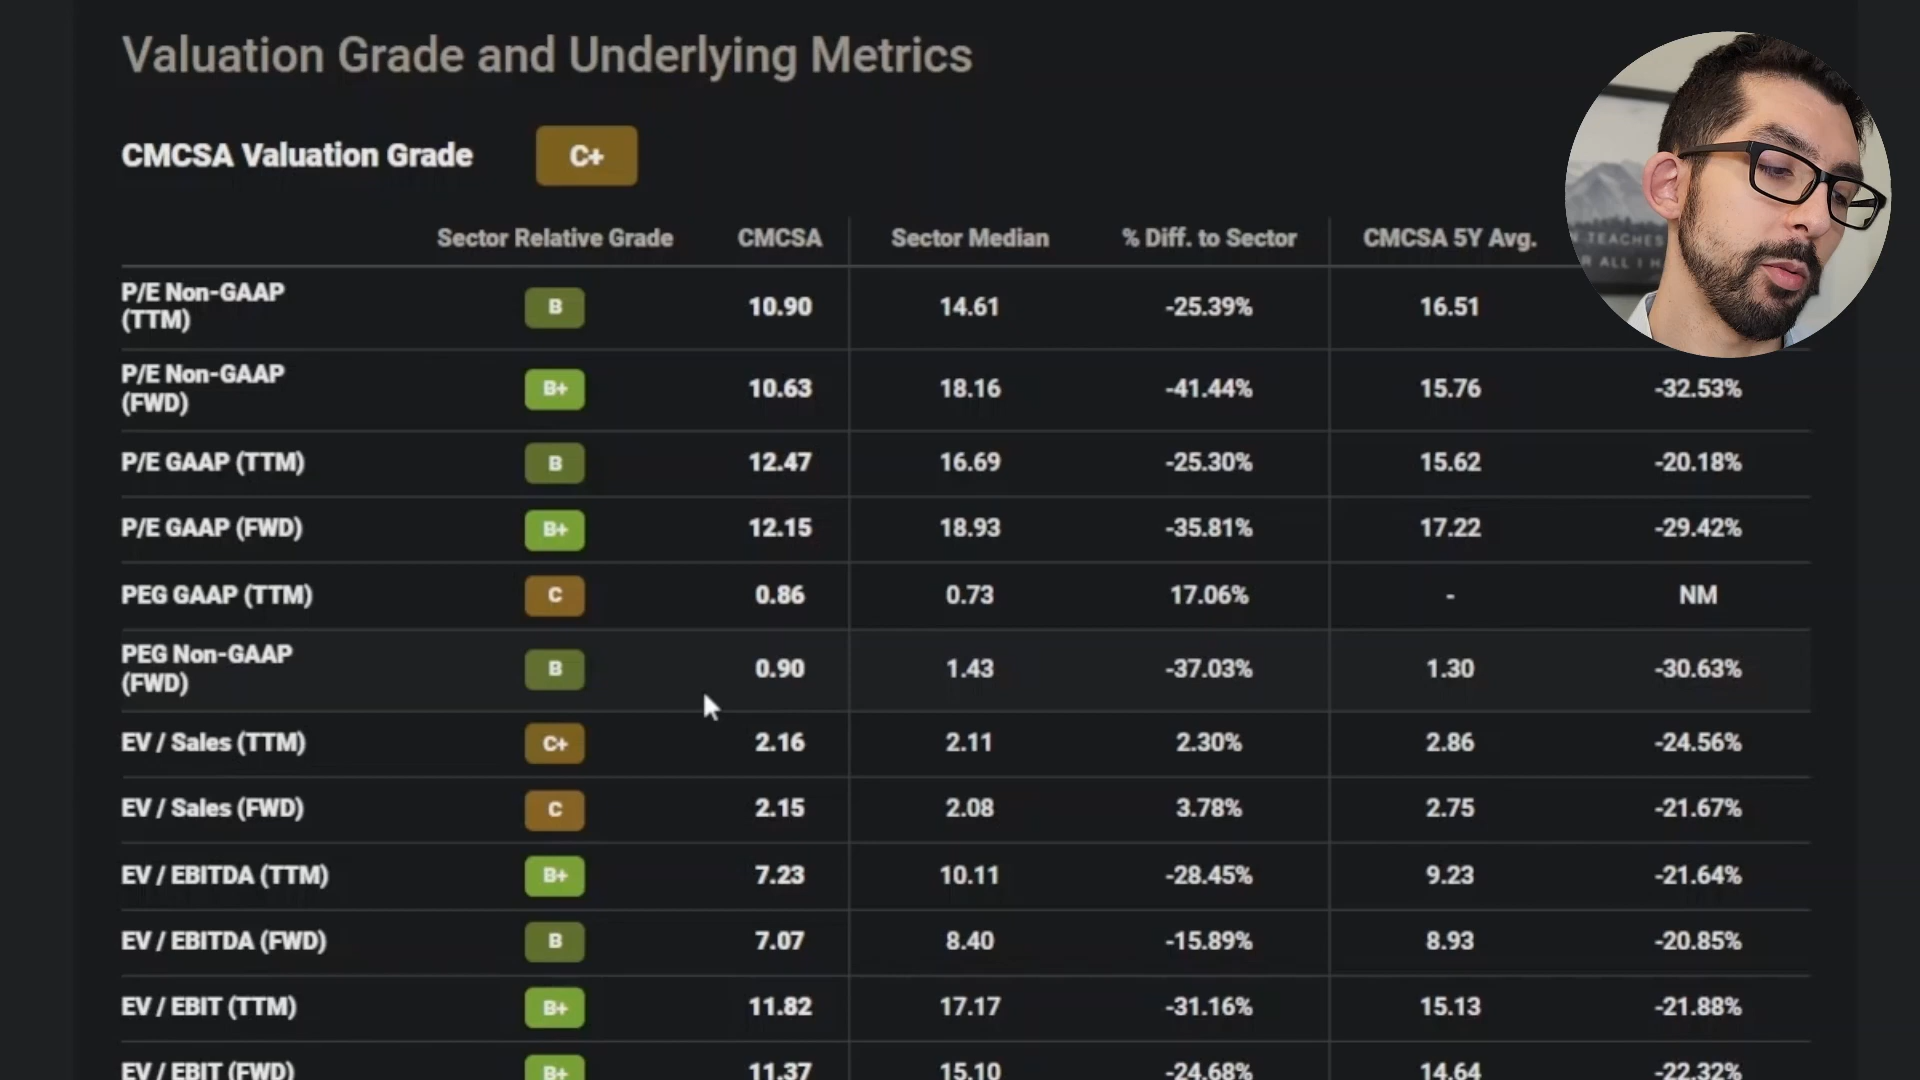 Valuation Grade and Underlying Metrics
CMCSA Valuation Grade C+
Sector Relative Grade CMCSA Sector Median % Diff. to Sector CMCSA 5Y Avg.
P/E Non-GAAP
(TTM) B 10.90 14.61 -25.39% 16.51
P/E Non-GAAP
(FWD) B+ 10.63 18.16 -41.44% 15.76 -32.53%
P/E GAAP (TTM) B 12.47 16.69 -25.30% 15.62 -20.18%
P/E GAAP (FWD) B+ 12.15 18.93 -35.81% 17.22 -29.42%
PEG GAAP (TTM) C 0.86 0.73 17.06% - NM
PEG Non-GAAP
(FWD) B 0.90 1.43 -37.03% 1.30 -30.63%
EV / Sales (TTM) C+ 2.16 2.11 2.30% 2.86 -24.56%
EV / Sales (FWD) C 2.15 2.08 3.78% 2.75 -21.67%
EV / EBITDA (TTM) B+ 7.23 10.11 -28.45% 9.23 -21.64%
EV / EBITDA (FWD) B 7.07 8.40 -15.89% 8.93 -20.85%
EV / EBIT (TTM) B+ 11.82 17.17 -31.16% 15.13 -21.88%
EV / EBIT (FWD) B+ 11.37 15.10 -24.68% 14.64 -22.32%
TEACHES
ALL I